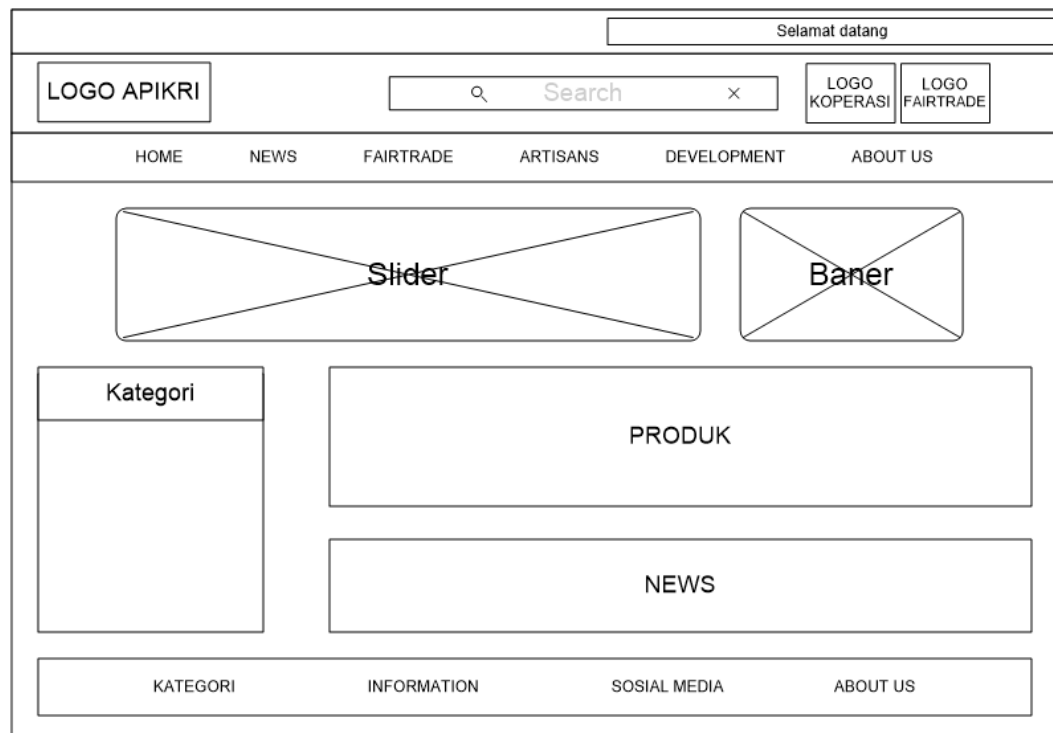 Selamat datang
LOGO APIKRI
Search
LOGO
KOPERASI
LOGO
FAIRTRADE
HOME NEWS FAIRTRADE ARTISANS DEVELOPMENT ABOUT US
Slider
Baner
Kategori
PRODUK
NEWS
KATEGORI INFORMATION SOSIAL MEDIA ABOUT US